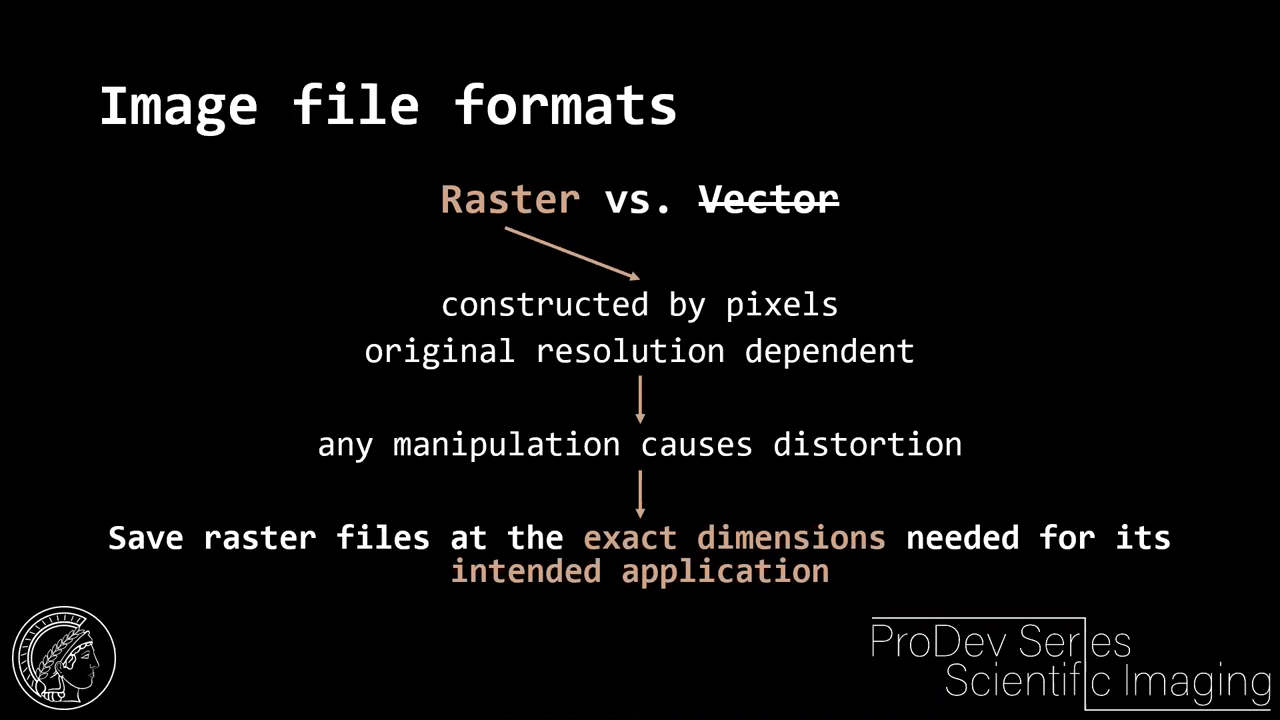 Image file formats
Raster vs. Vector
constructed by pixels
original resolution dependent
any manipulation causes distortion
Save raster files at the exact dimensions needed for its
intended application
ProDev Series
Scientific Imaging